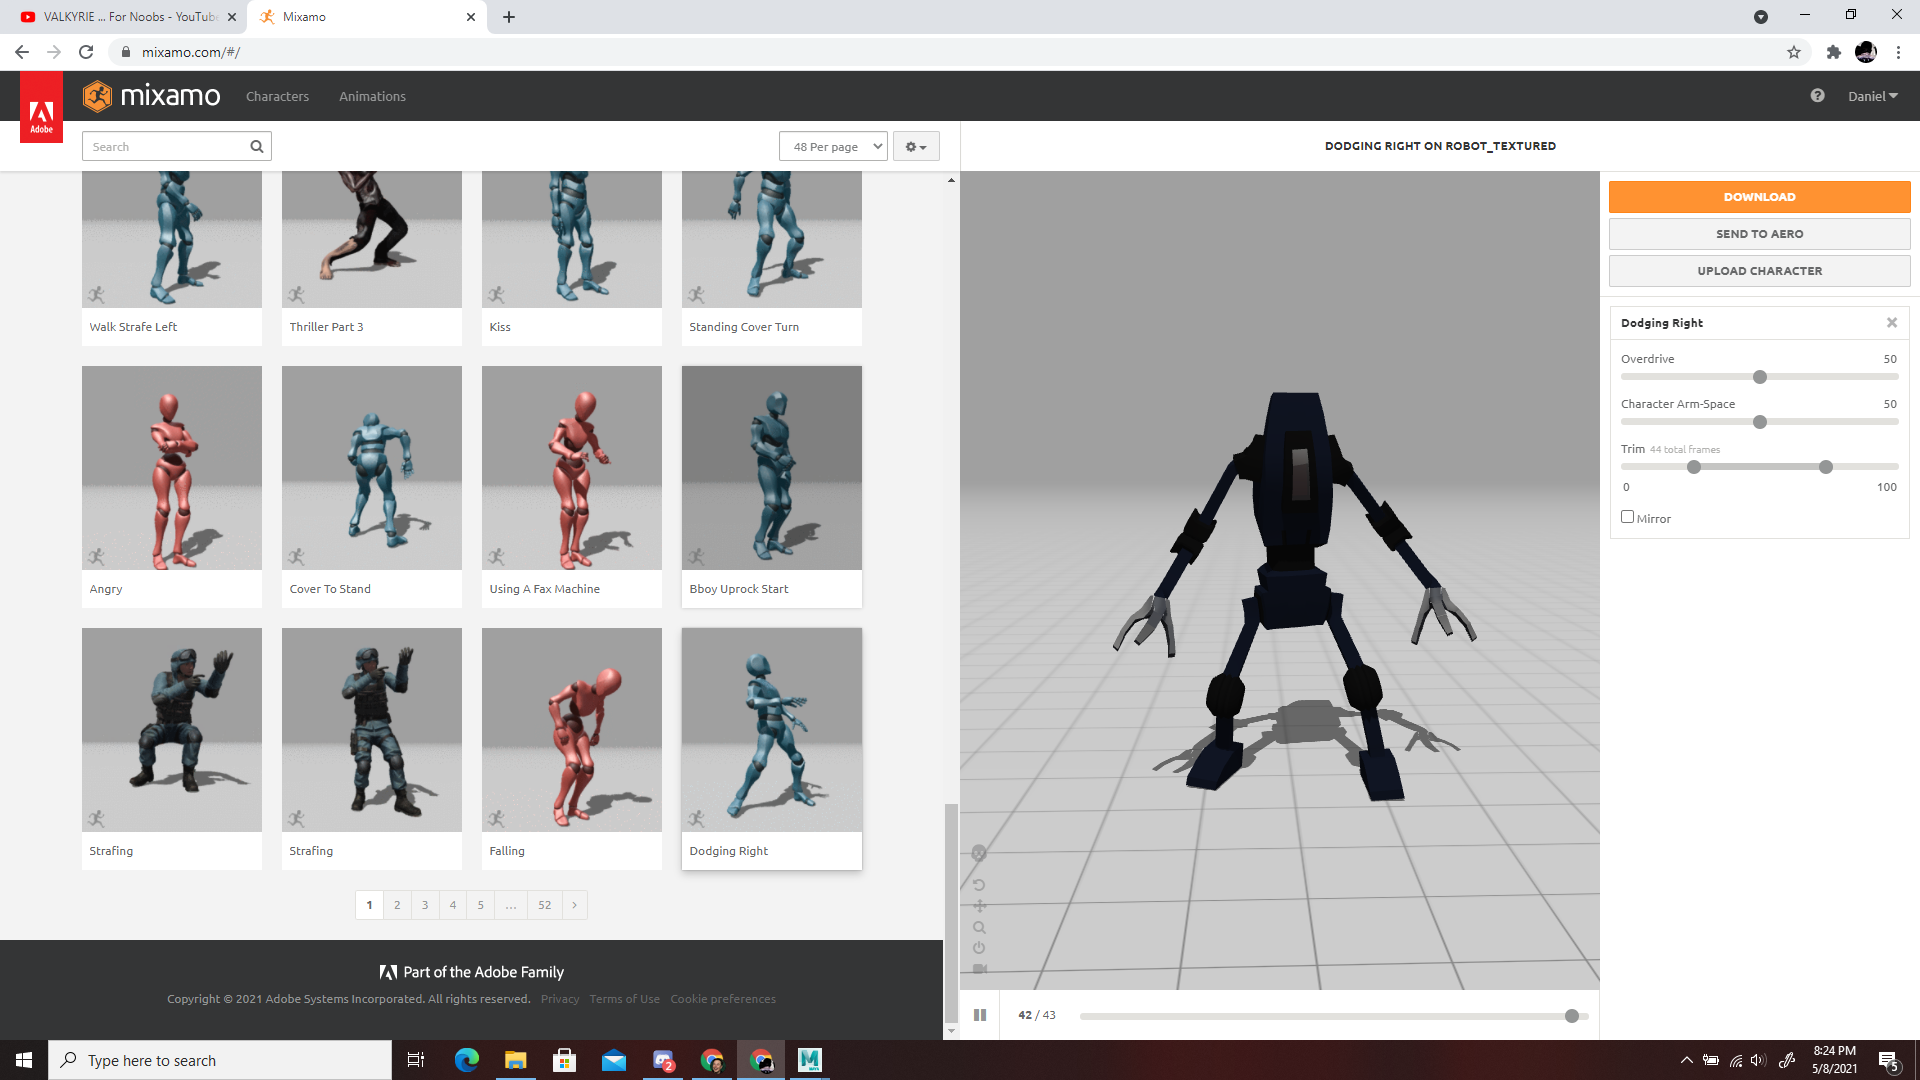 VALKYRIE ... For Noobs - YouTube
Mixamo
mixamo.com/#/
Adobe
mixamo
Characters
Animations
Daniel
Search
48 Per page
DODGING RIGHT ON ROBOT_TEXTURED
DOWNLOAD
SEND TO AERO
UPLOAD CHARACTER
Dodging Right
Overdrive 50
Character Arm-Space 50
Trim 44 total frames
0 100
Mirror
Walk Strafe Left
Thriller Part 3
Kiss
Standing Cover Turn
Angry
Cover To Stand
Using A Fax Machine
Bboy Uprock Start
Strafing
Strafing
Falling
Dodging Right
1 2 3 4 5 ... 52 >
Part of the Adobe Family
Copyright © 2021 Adobe Systems Incorporated. All rights reserved. Privacy Terms of Use Cookie preferences
42 / 43
Type here to search
2
M
8:24 PM
5/8/2021
5